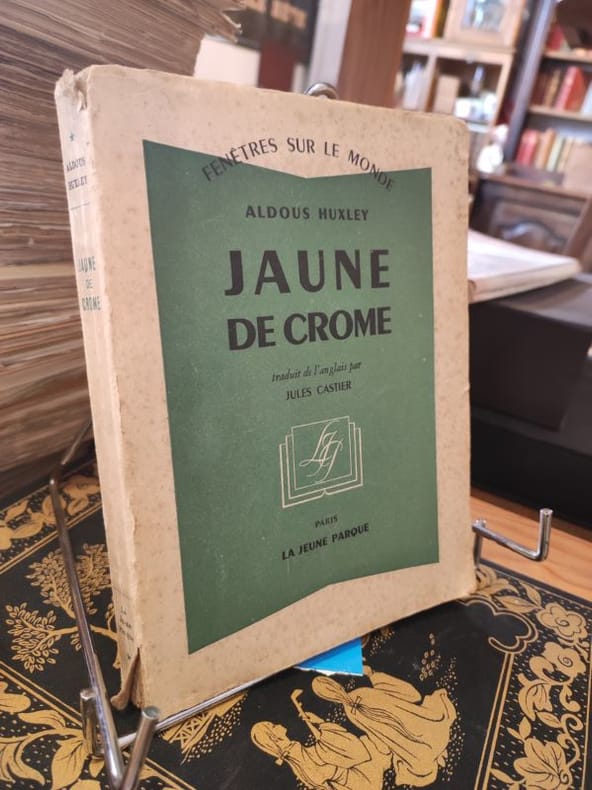 FENÊTRES SUR LE MONDE
ALDOUS HUXLEY
JAUNE
DE CROME
traduit de l'anglais par
JULES CASTIER
LJP
PARIS
LA JEUNE PARQUE
ALDOUS
HUXLEY
JAUNE
DE
CROME